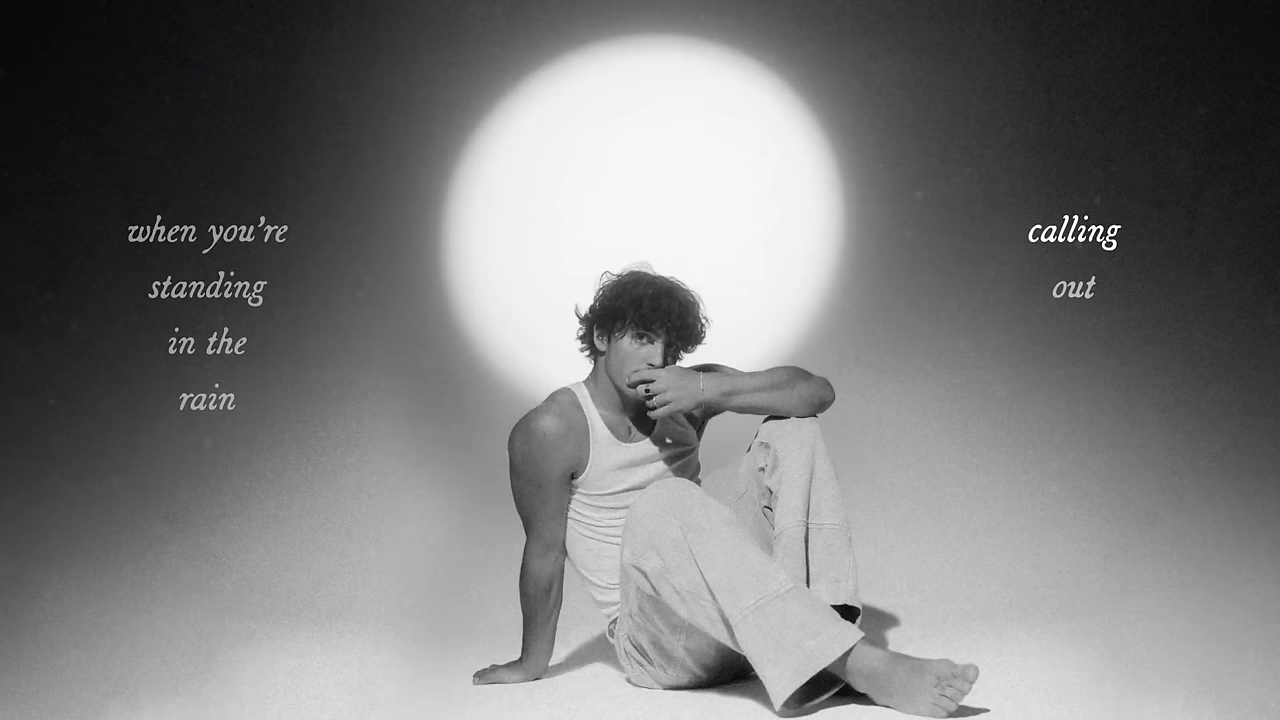 when you're
standing
in the
rain
calling
out